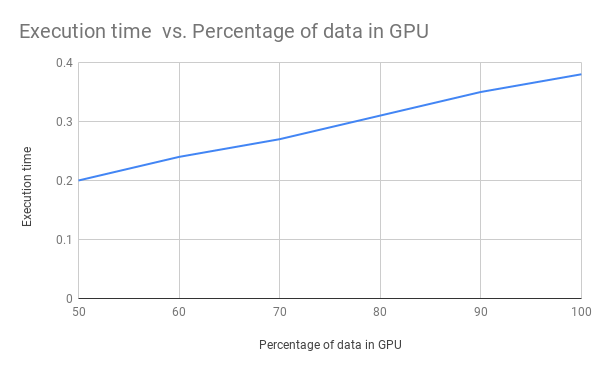 Execution time  vs. Percentage of data in GPU
0.4
0.3
0.2
0.1
0
Execution time
50 60 70 80 90 100
Percentage of data in GPU